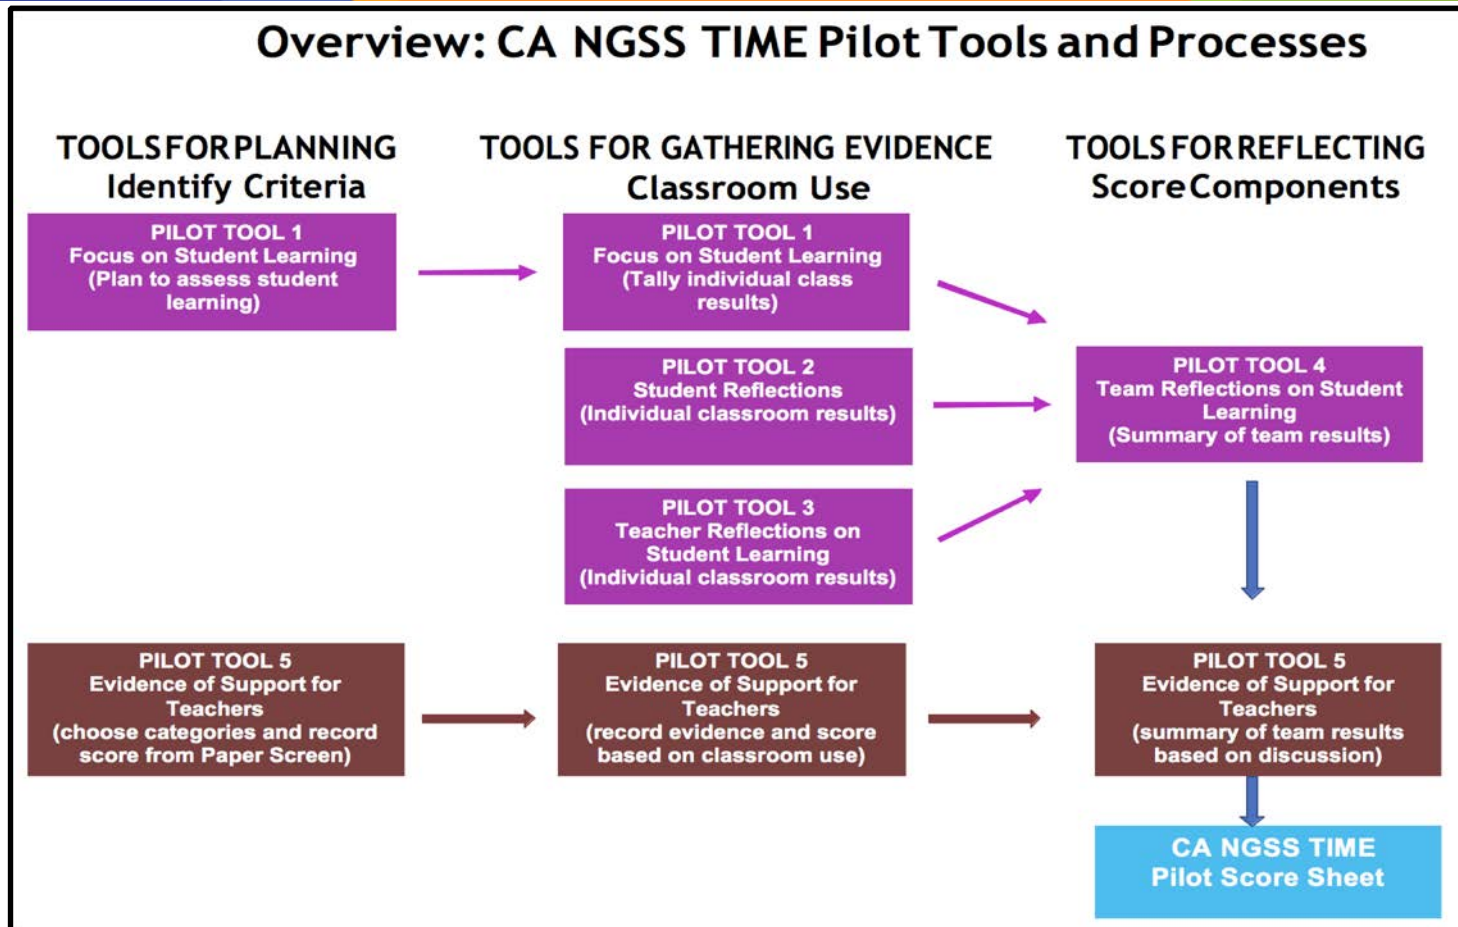 Overview: CA NGSS TIME Pilot Tools and Processes
TOOLS FOR PLANNING
Identify Criteria
TOOLS FOR GATHERING EVIDENCE
Classroom Use
TOOLS FOR REFLECTING
Score Components
PILOT TOOL 1
Focus on Student Learning
(Plan to assess student
learning)
PILOT TOOL 1
Focus on Student Learning
(Tally individual class
results)
PILOT TOOL 2
Student Reflections
(Individual classroom results)
PILOT TOOL 3
Teacher Reflections on
Student Learning
(Individual classroom results)
PILOT TOOL 4
Team Reflections on Student
Learning
(Summary of team results)
PILOT TOOL 5
Evidence of Support for
Teachers
(choose categories and record
score from Paper Screen)
PILOT TOOL 5
Evidence of Support for
Teachers
(record evidence and score
based on classroom use)
PILOT TOOL 5
Evidence of Support for
Teachers
(summary of team results
based on discussion)
CA NGSS TIME
Pilot Score Sheet